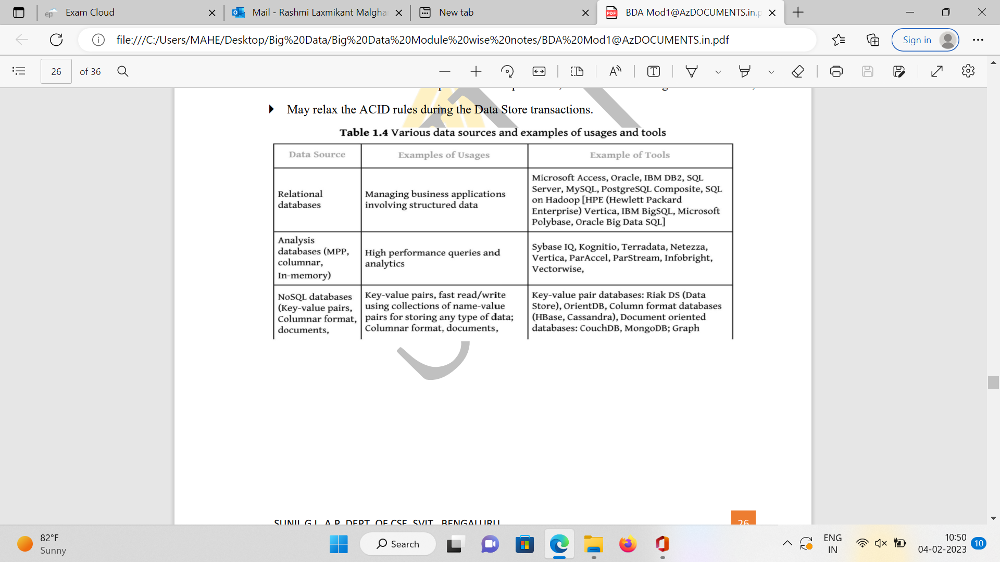 Exam Cloud
Mail - Rashmi Laxmikant Malgha
New tab
BDA Mod1@AzDOCUMENTS.in.p
file:///C:/Users/MAHE/Desktop/Big%20Data/Big%20Data%20Module%20wise%20notes/BDA%20Mod1@AzDOCUMENTS.in.pdf
Sign in
26 of 36
May relax the ACID rules during the Data Store transactions.
Table 1.4 Various data sources and examples of usages and tools
Data Source
Examples of Usages
Example of Tools
Relational
databases
Managing business applications
involving structured data
Microsoft Access, Oracle, IBM DB2, SQL
Server, MySQL, PostgreSQL Composite, SQL
on Hadoop [HPE (Hewlett Packard
Enterprise) Vertica, IBM BigSQL, Microsoft
Polybase, Oracle Big Data SQL]
Analysis
databases (MPP,
columnar,
In-memory)
High performance queries and
analytics
Sybase IQ, Kognitio, Terradata, Netezza,
Vertica, ParAccel, ParStream, Infobright,
Vectorwise,
NoSQL databases
(Key-value pairs,
Columnar format,
documents,
Key-value pairs, fast read/write
using collections of name-value
pairs for storing any type of data;
Columnar format, documents,
Key-value pair databases: Riak DS (Data
Store), OrientDB, Column format databases
(HBase, Cassandra), Document oriented
databases: CouchDB, MongoDB; Graph
SUNIL G L, A.P, DEPT. OF CSE, SVIT, BENGALURU
26
82°F
Sunny
Search
ENG
IN
10:50
04-02-2023
10